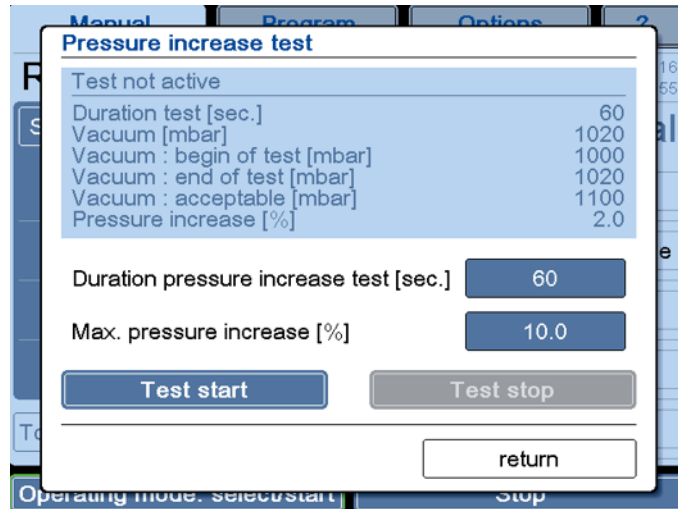 Manual Program Options ?
Pressure increase test
Test not active
Duration test [sec.] 60
Vacuum [mbar] 1020
Vacuum : begin of test [mbar] 1000
Vacuum : end of test [mbar] 1020
Vacuum : acceptable [mbar] 1100
Pressure increase [%] 2.0
Duration pressure increase test [sec.] 60
Max. pressure increase [%] 10.0
Test start Test stop
return
Operating mode: select/start Stop